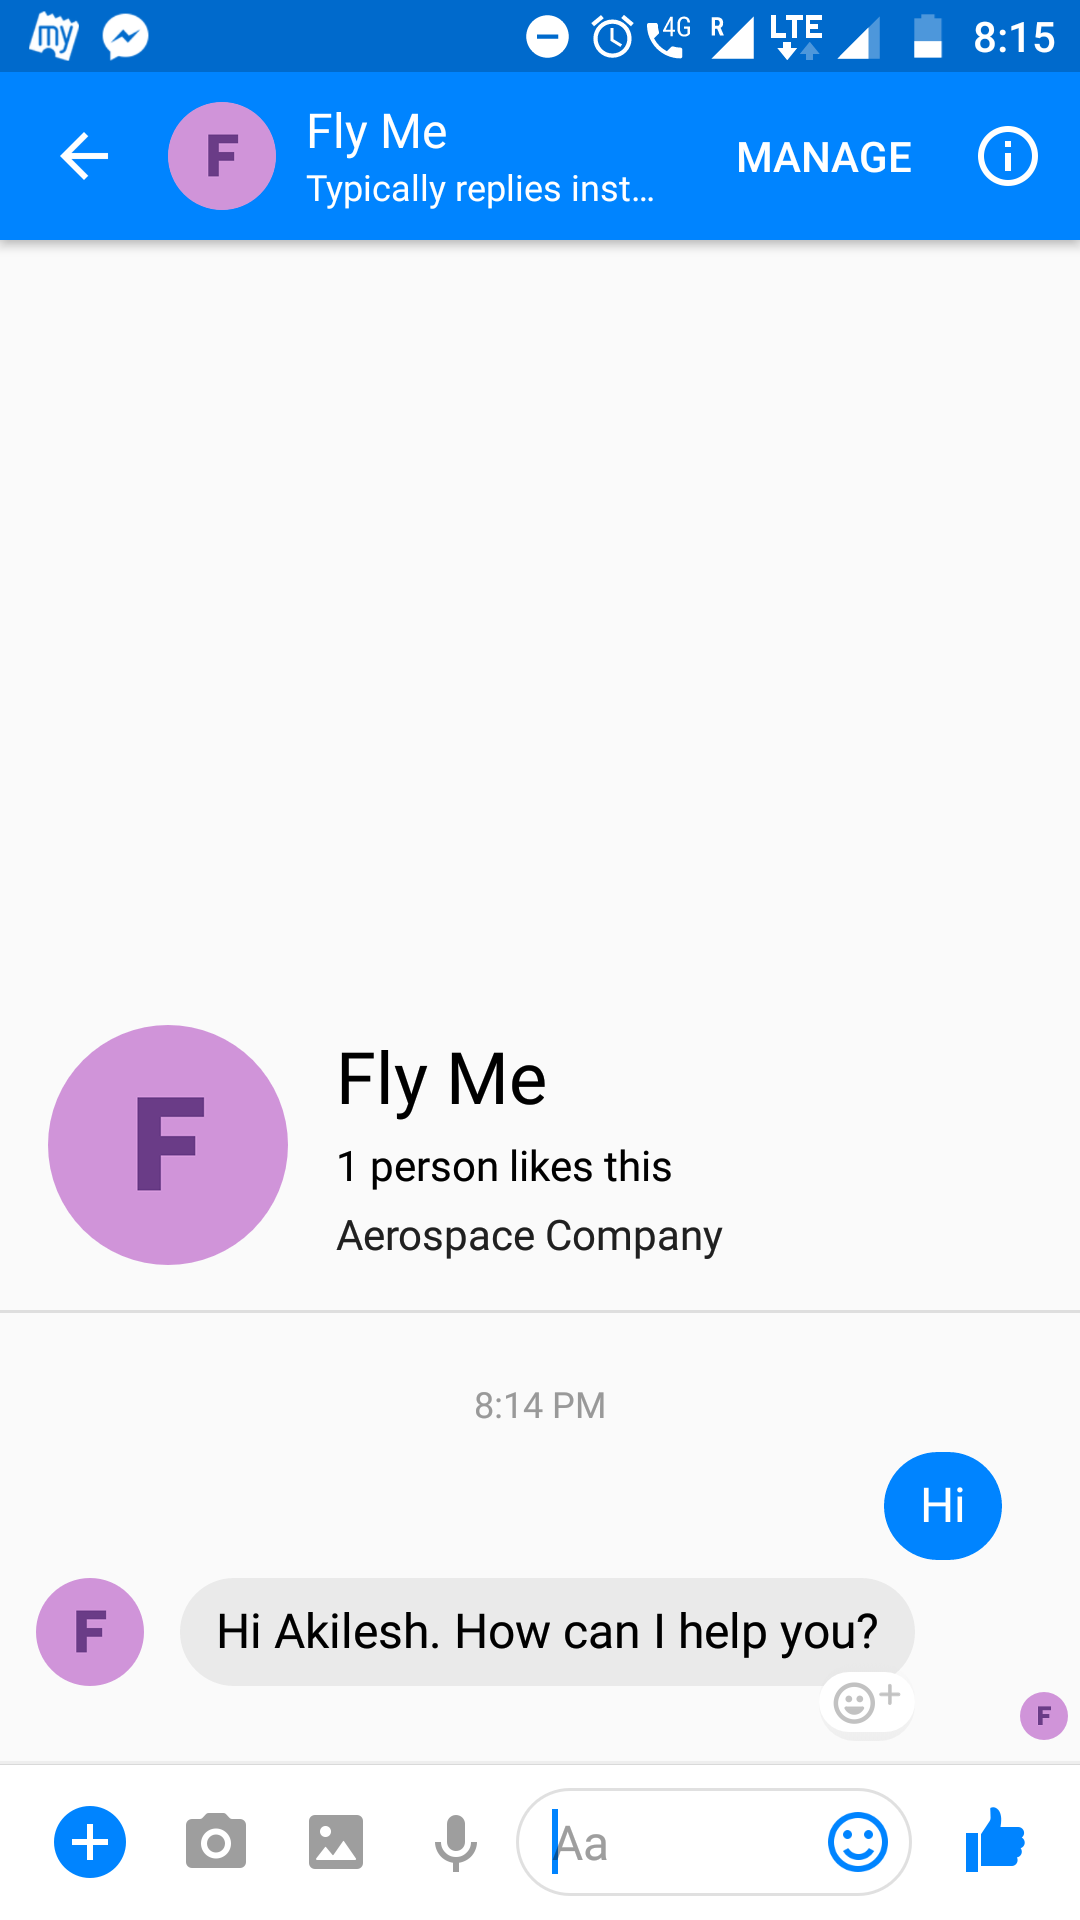 my 4G R LTE 8:15
F Fly Me MANAGE
Typically replies inst...
F Fly Me
1 person likes this
Aerospace Company
8:14 PM
Hi
F Hi Akilesh. How can I help you?
F
Aa